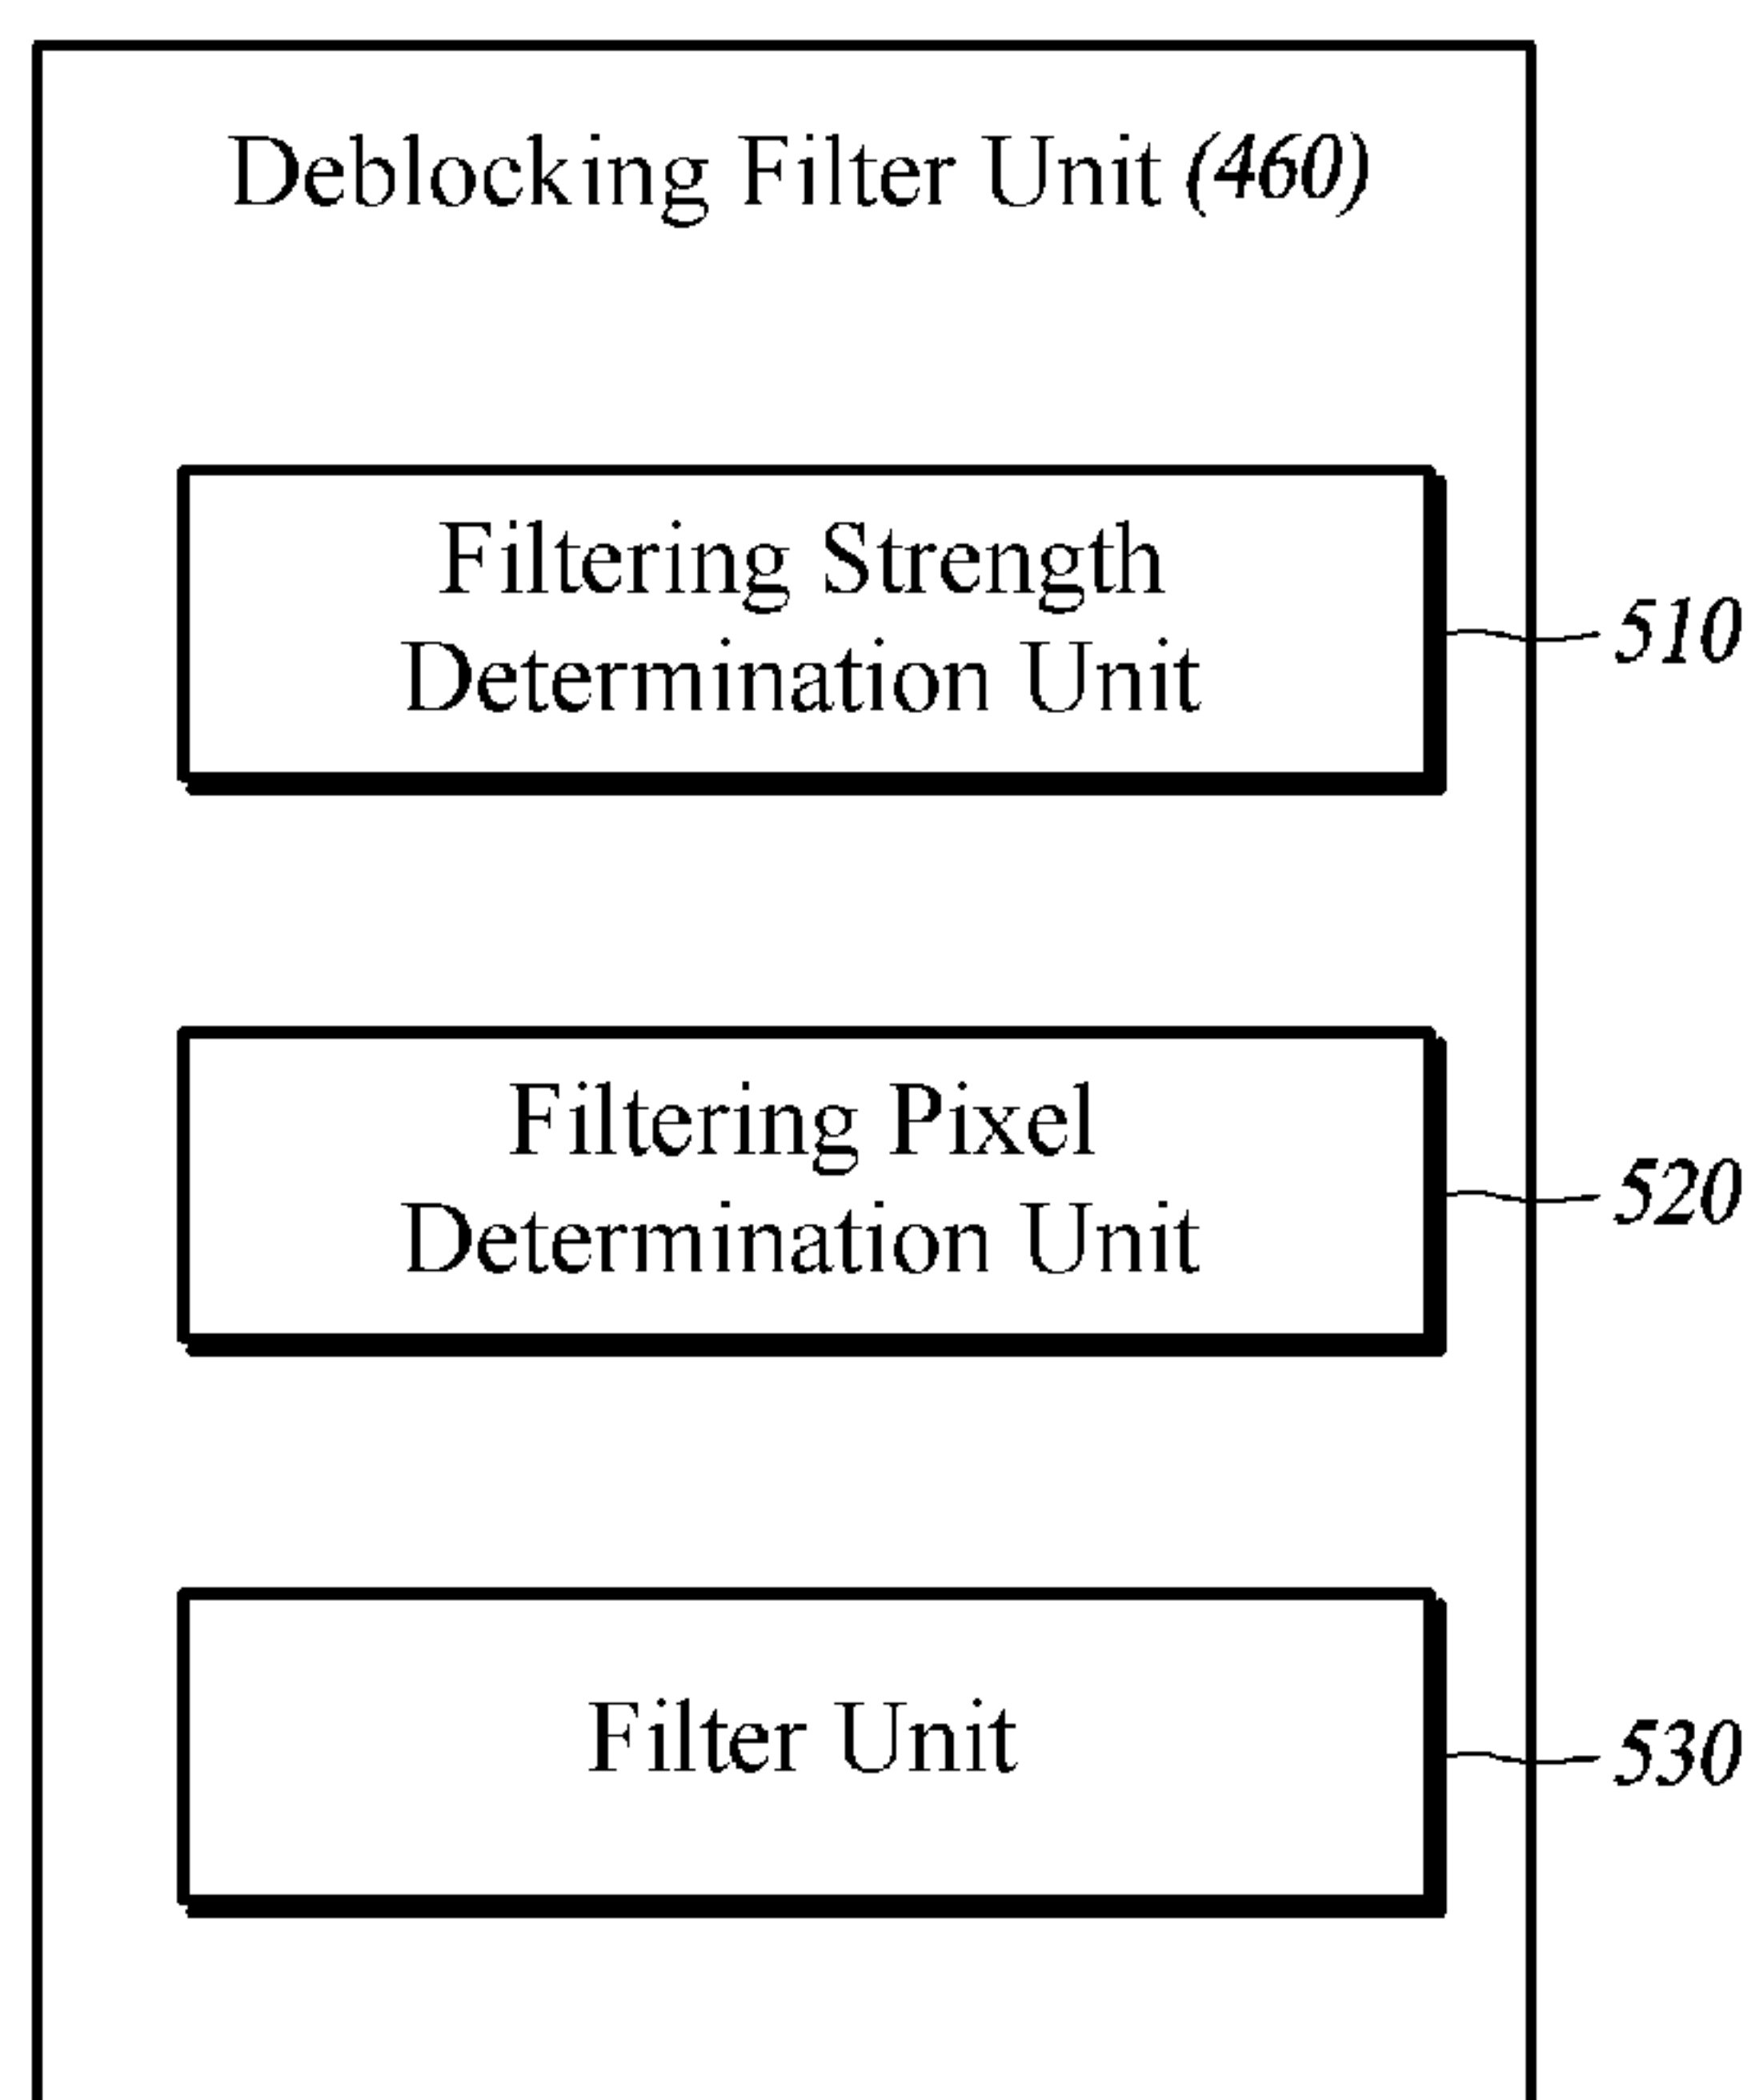 Deblocking Filter Unit (460)
Filtering Strength
Determination Unit
510
Filtering Pixel
Determination Unit
520
Filter Unit
530